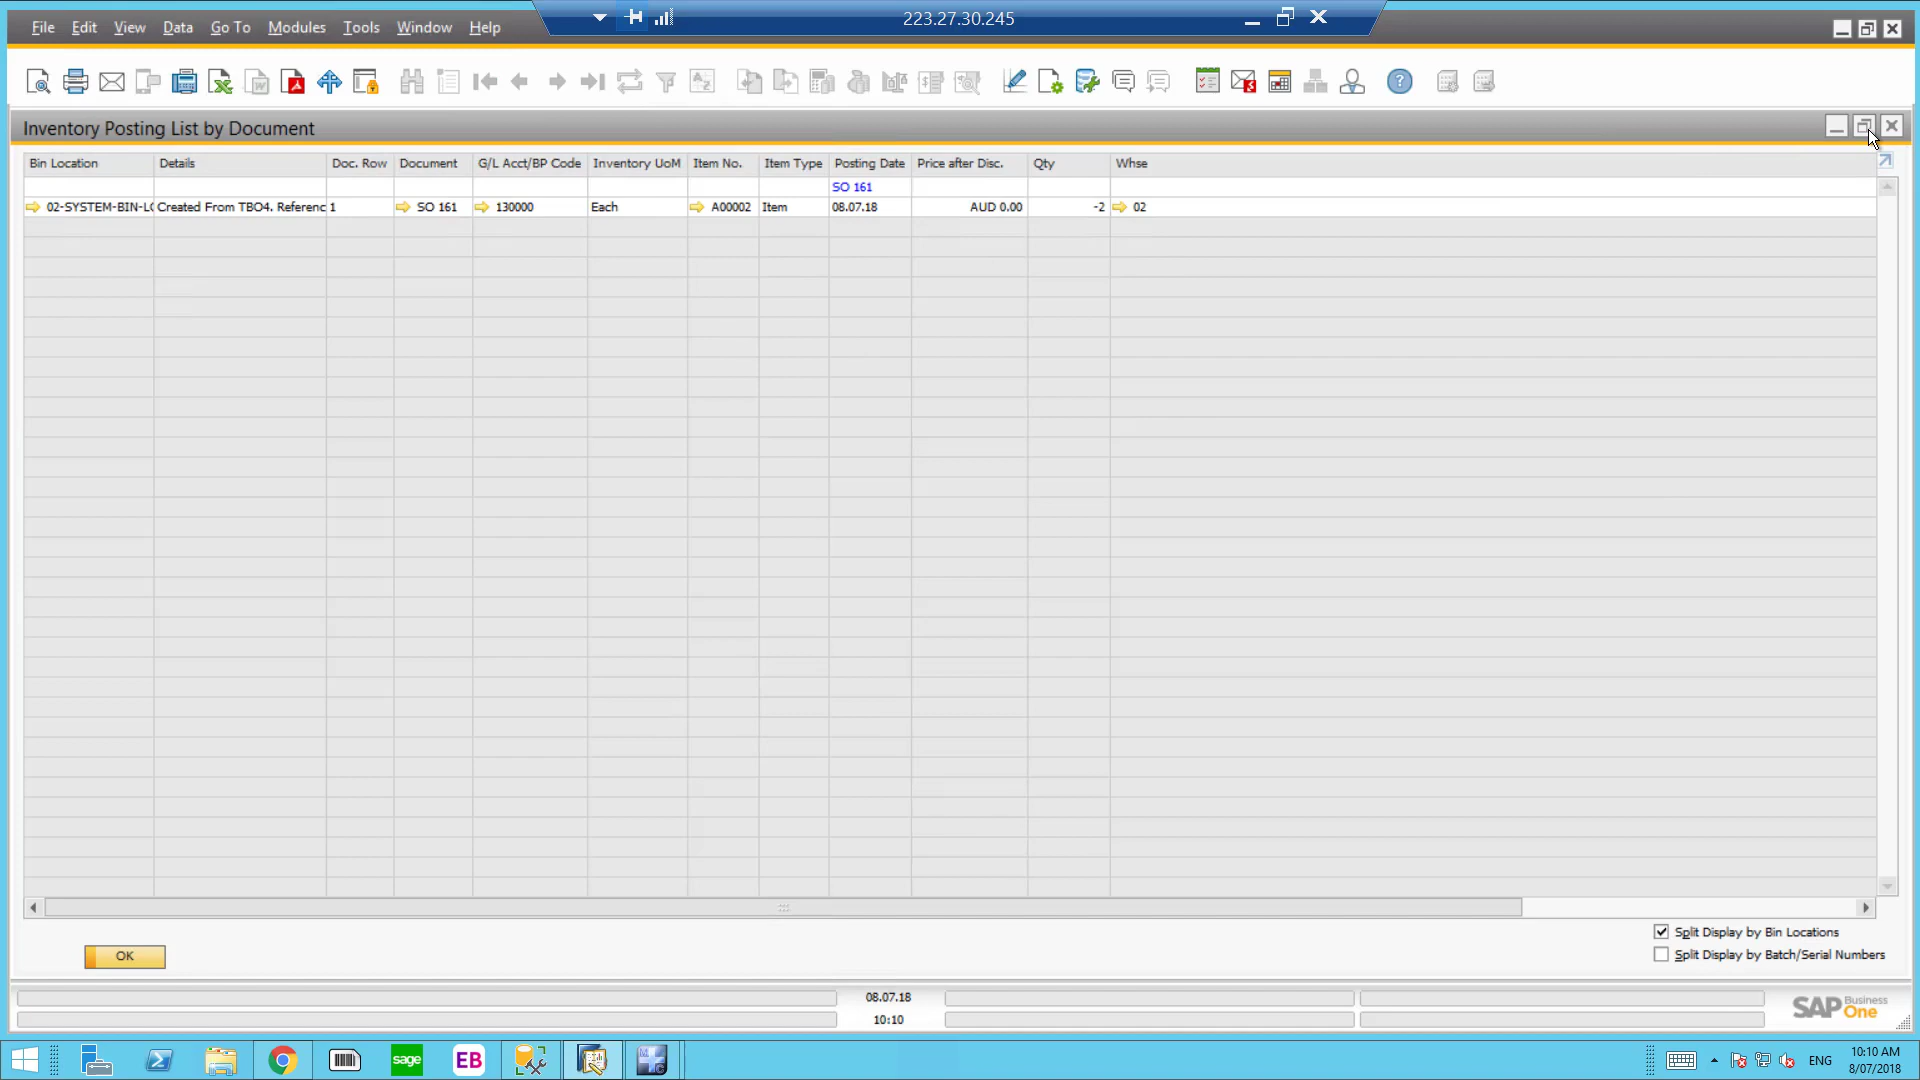 223.27.30.245
File Edit View Data Go To Modules Tools Window Help
Inventory Posting List by Document
Bin Location Details Doc. Row Document G/L Acct/BP Code Inventory UoM Item No. Item Type Posting Date Price after Disc. Qty Whse
SO 161
02-SYSTEM-BIN-LO Created From TBO4. Referenc 1 SO 161 130000 Each A00002 Item 08.07.18 AUD 0.00 -2 02
Split Display by Bin Locations
OK
Split Display by Batch/Serial Numbers
08.07.18
10:10
SAP Business One
sage
EB
ENG
10:10 AM
8/07/2018